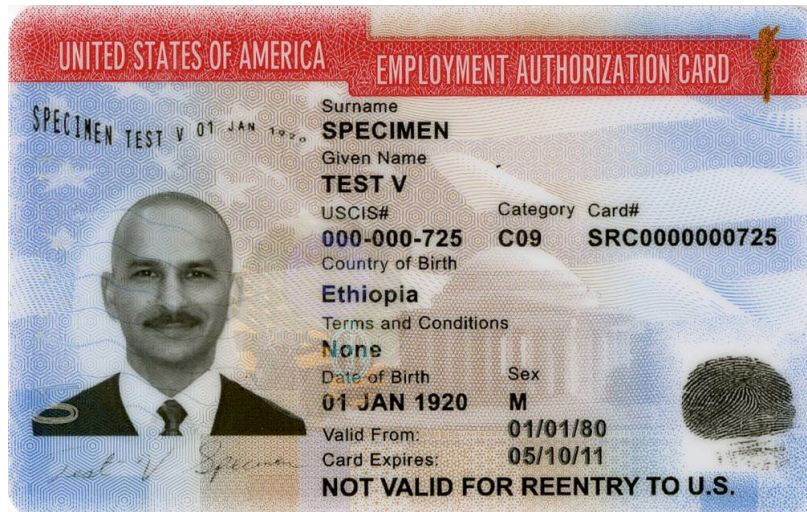 UNITED STATES OF AMERICA
EMPLOYMENT AUTHORIZATION CARD
SPECIMEN TEST V 01 JAN 1920
Surname
SPECIMEN
Given Name
TEST V
USCIS# Category Card#
000-000-725 C09 SRC0000000725
Country of Birth
Ethiopia
Terms and Conditions
None
Date of Birth Sex
01 JAN 1920 M
Valid From: 01/01/80
Card Expires: 05/10/11
NOT VALID FOR REENTRY TO U.S.
Test V Specimen